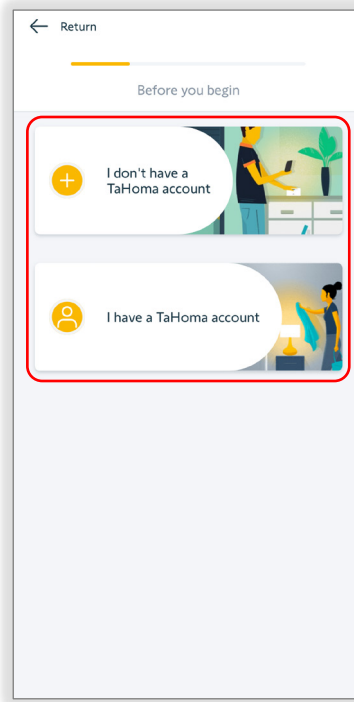 Return
Before you begin
I don't have a
TaHoma account
I have a TaHoma account